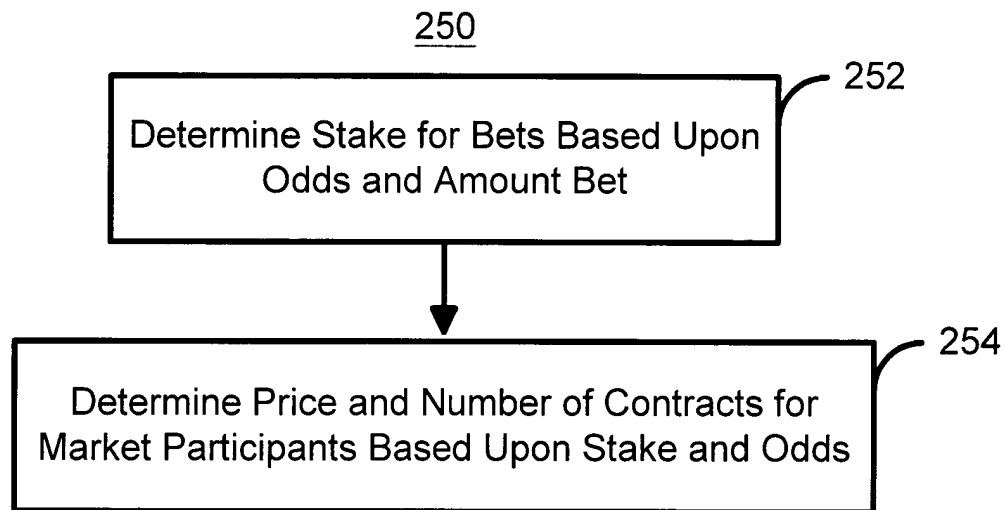 250
252
Determine Stake for Bets Based Upon
Odds and Amount Bet
254
Determine Price and Number of Contracts for
Market Participants Based Upon Stake and Odds